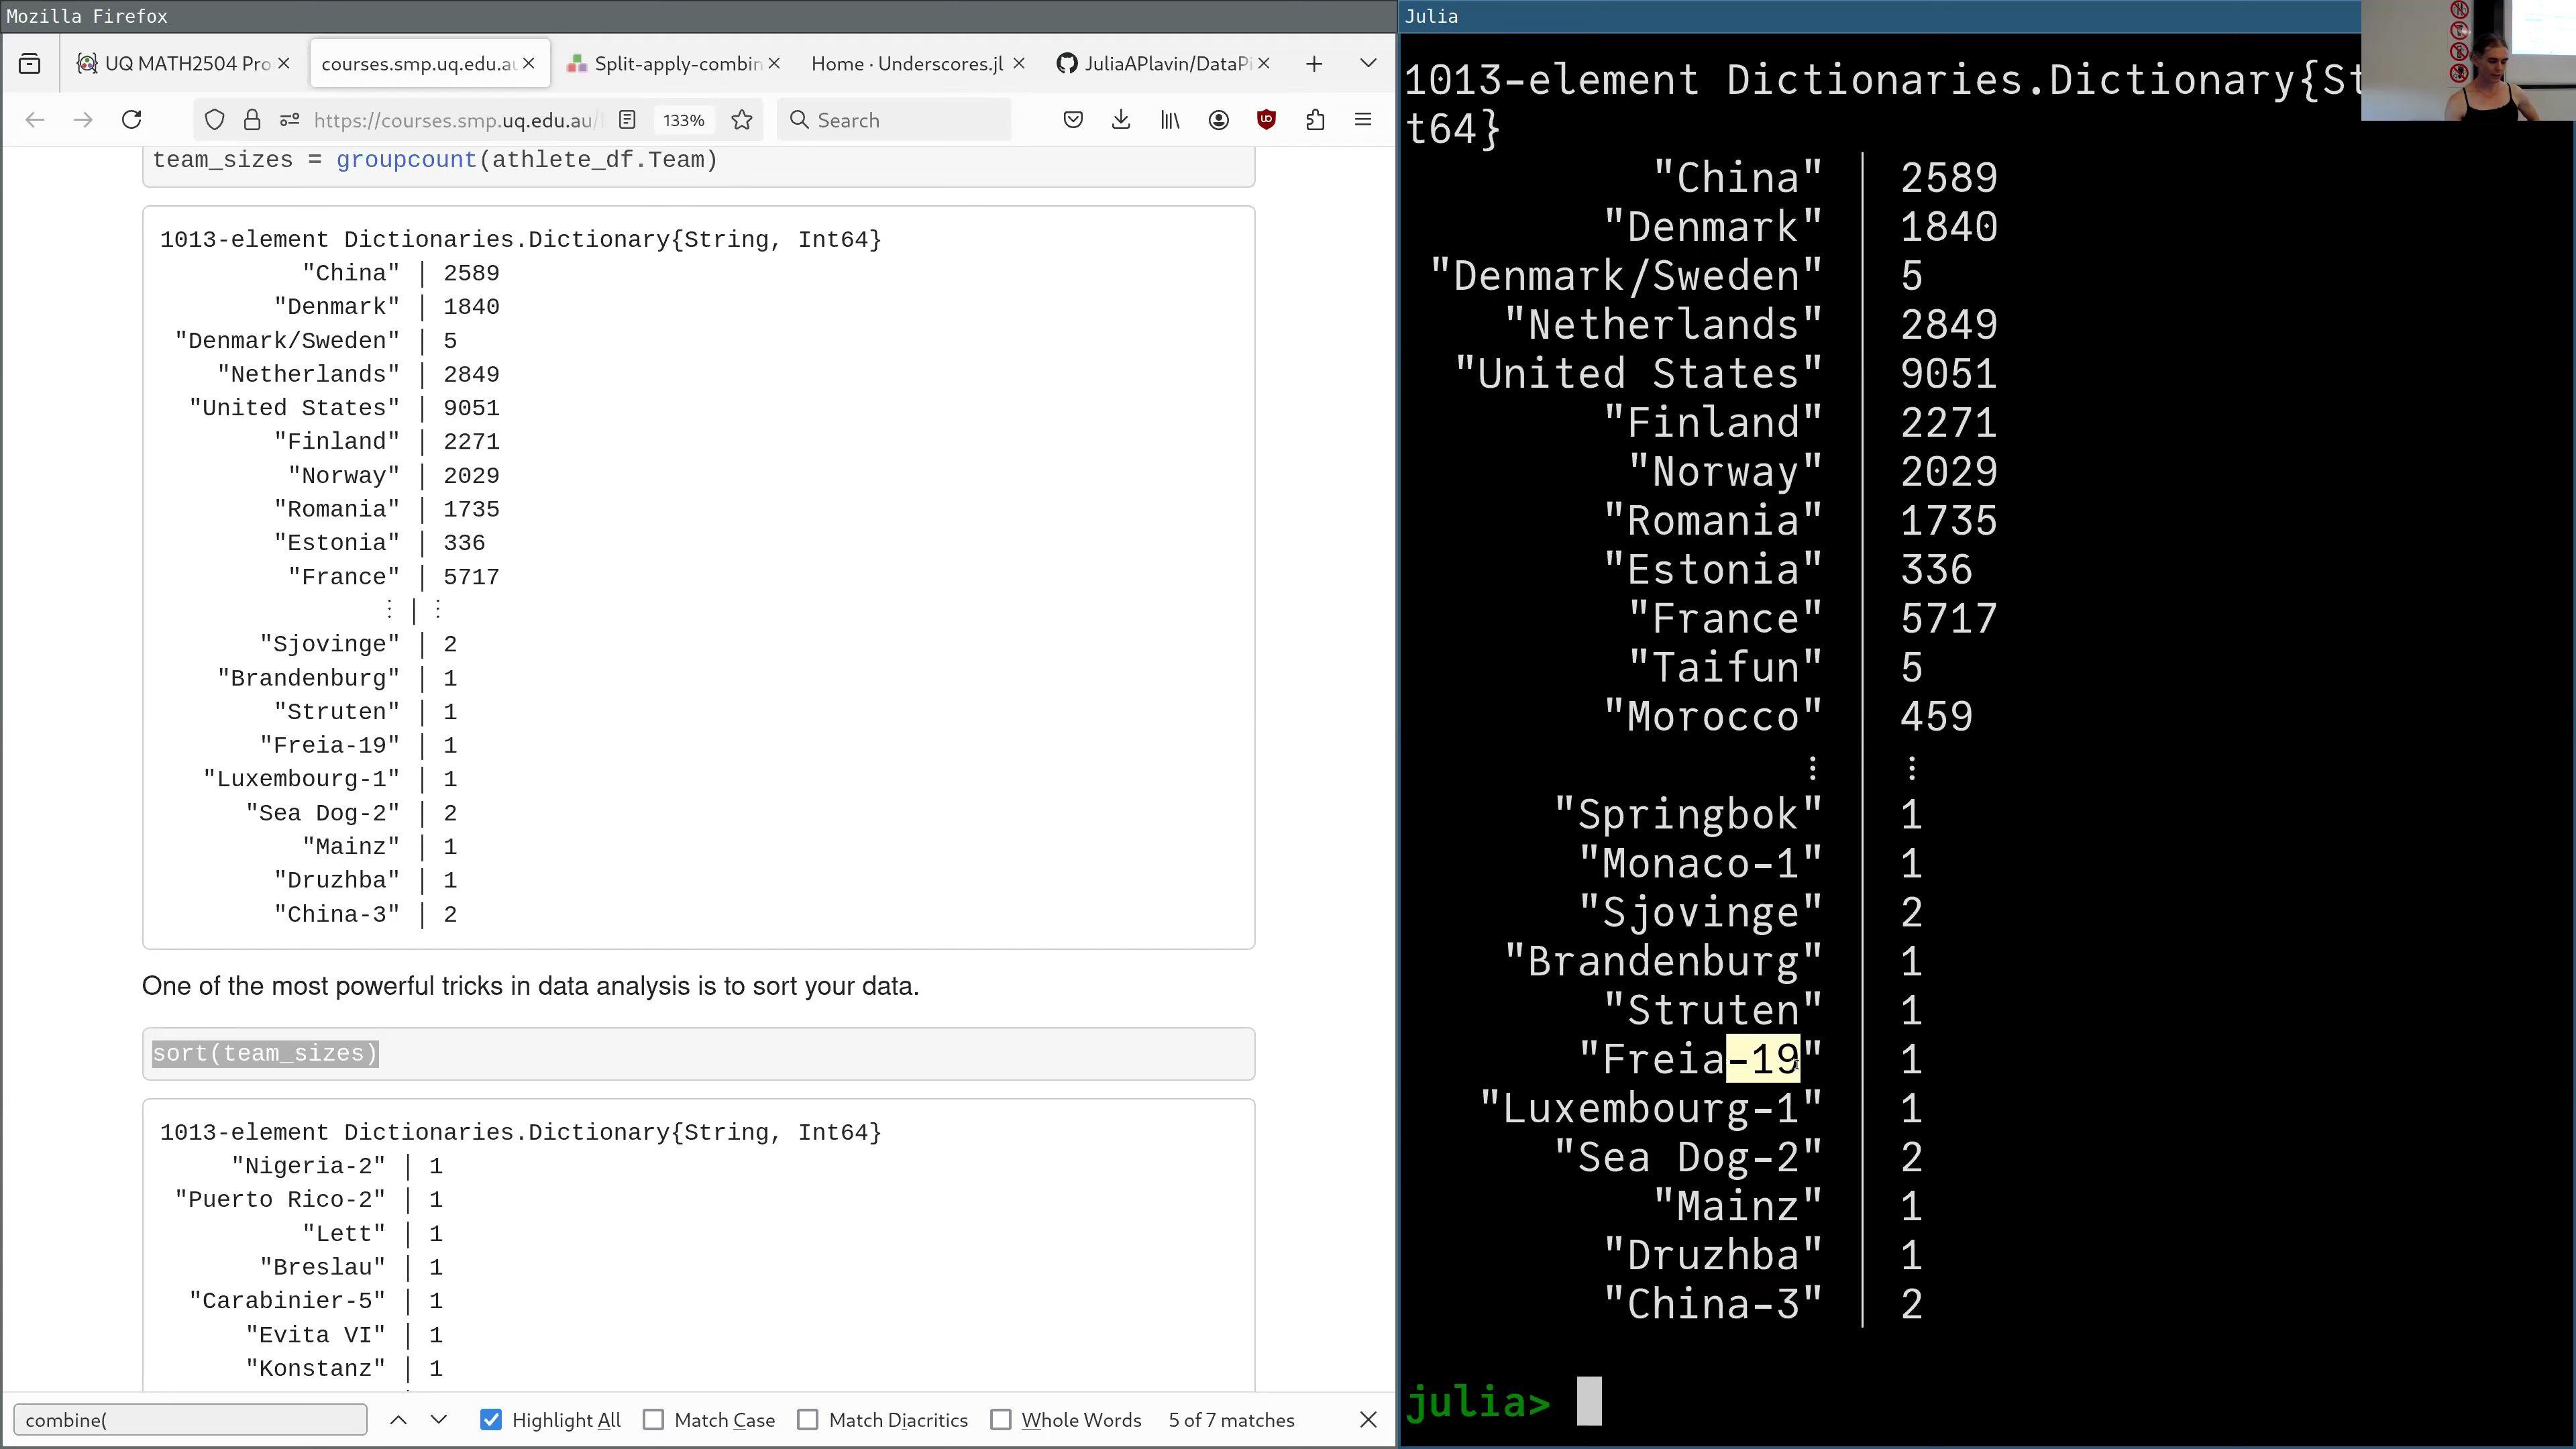 Mozilla Firefox
UQ MATH2504 Pro
courses.smp.uq.edu.au
Split-apply-combin
Home · Underscores.jl
JuliaAPlavin/DataPi
https://courses.smp.uq.edu.au/
133%
Search
team_sizes = groupcount(athlete_df.Team)
1013-element Dictionaries.Dictionary{String, Int64}
"China" | 2589
"Denmark" | 1840
"Denmark/Sweden" | 5
"Netherlands" | 2849
"United States" | 9051
"Finland" | 2271
"Norway" | 2029
"Romania" | 1735
"Estonia" | 336
"France" | 5717
⋮ | ⋮
"Sjovinge" | 2
"Brandenburg" | 1
"Struten" | 1
"Freia-19" | 1
"Luxembourg-1" | 1
"Sea Dog-2" | 2
"Mainz" | 1
"Druzhba" | 1
"China-3" | 2
One of the most powerful tricks in data analysis is to sort your data.
sort(team_sizes)
1013-element Dictionaries.Dictionary{String, Int64}
"Nigeria-2" | 1
"Puerto Rico-2" | 1
"Lett" | 1
"Breslau" | 1
"Carabinier-5" | 1
"Evita VI" | 1
"Konstanz" | 1
combine(
Highlight All
Match Case
Match Diacritics
Whole Words
5 of 7 matches
Julia
1013-element Dictionaries.Dictionary{St
t64}
"China" │ 2589
"Denmark" │ 1840
"Denmark/Sweden" │ 5
"Netherlands" │ 2849
"United States" │ 9051
"Finland" │ 2271
"Norway" │ 2029
"Romania" │ 1735
"Estonia" │ 336
"France" │ 5717
"Taifun" │ 5
"Morocco" │ 459
⋮ │ ⋮
"Springbok" │ 1
"Monaco-1" │ 1
"Sjovinge" │ 2
"Brandenburg" │ 1
"Struten" │ 1
"Freia-19" │ 1
"Luxembourg-1" │ 1
"Sea Dog-2" │ 2
"Mainz" │ 1
"Druzhba" │ 1
"China-3" │ 2
julia>